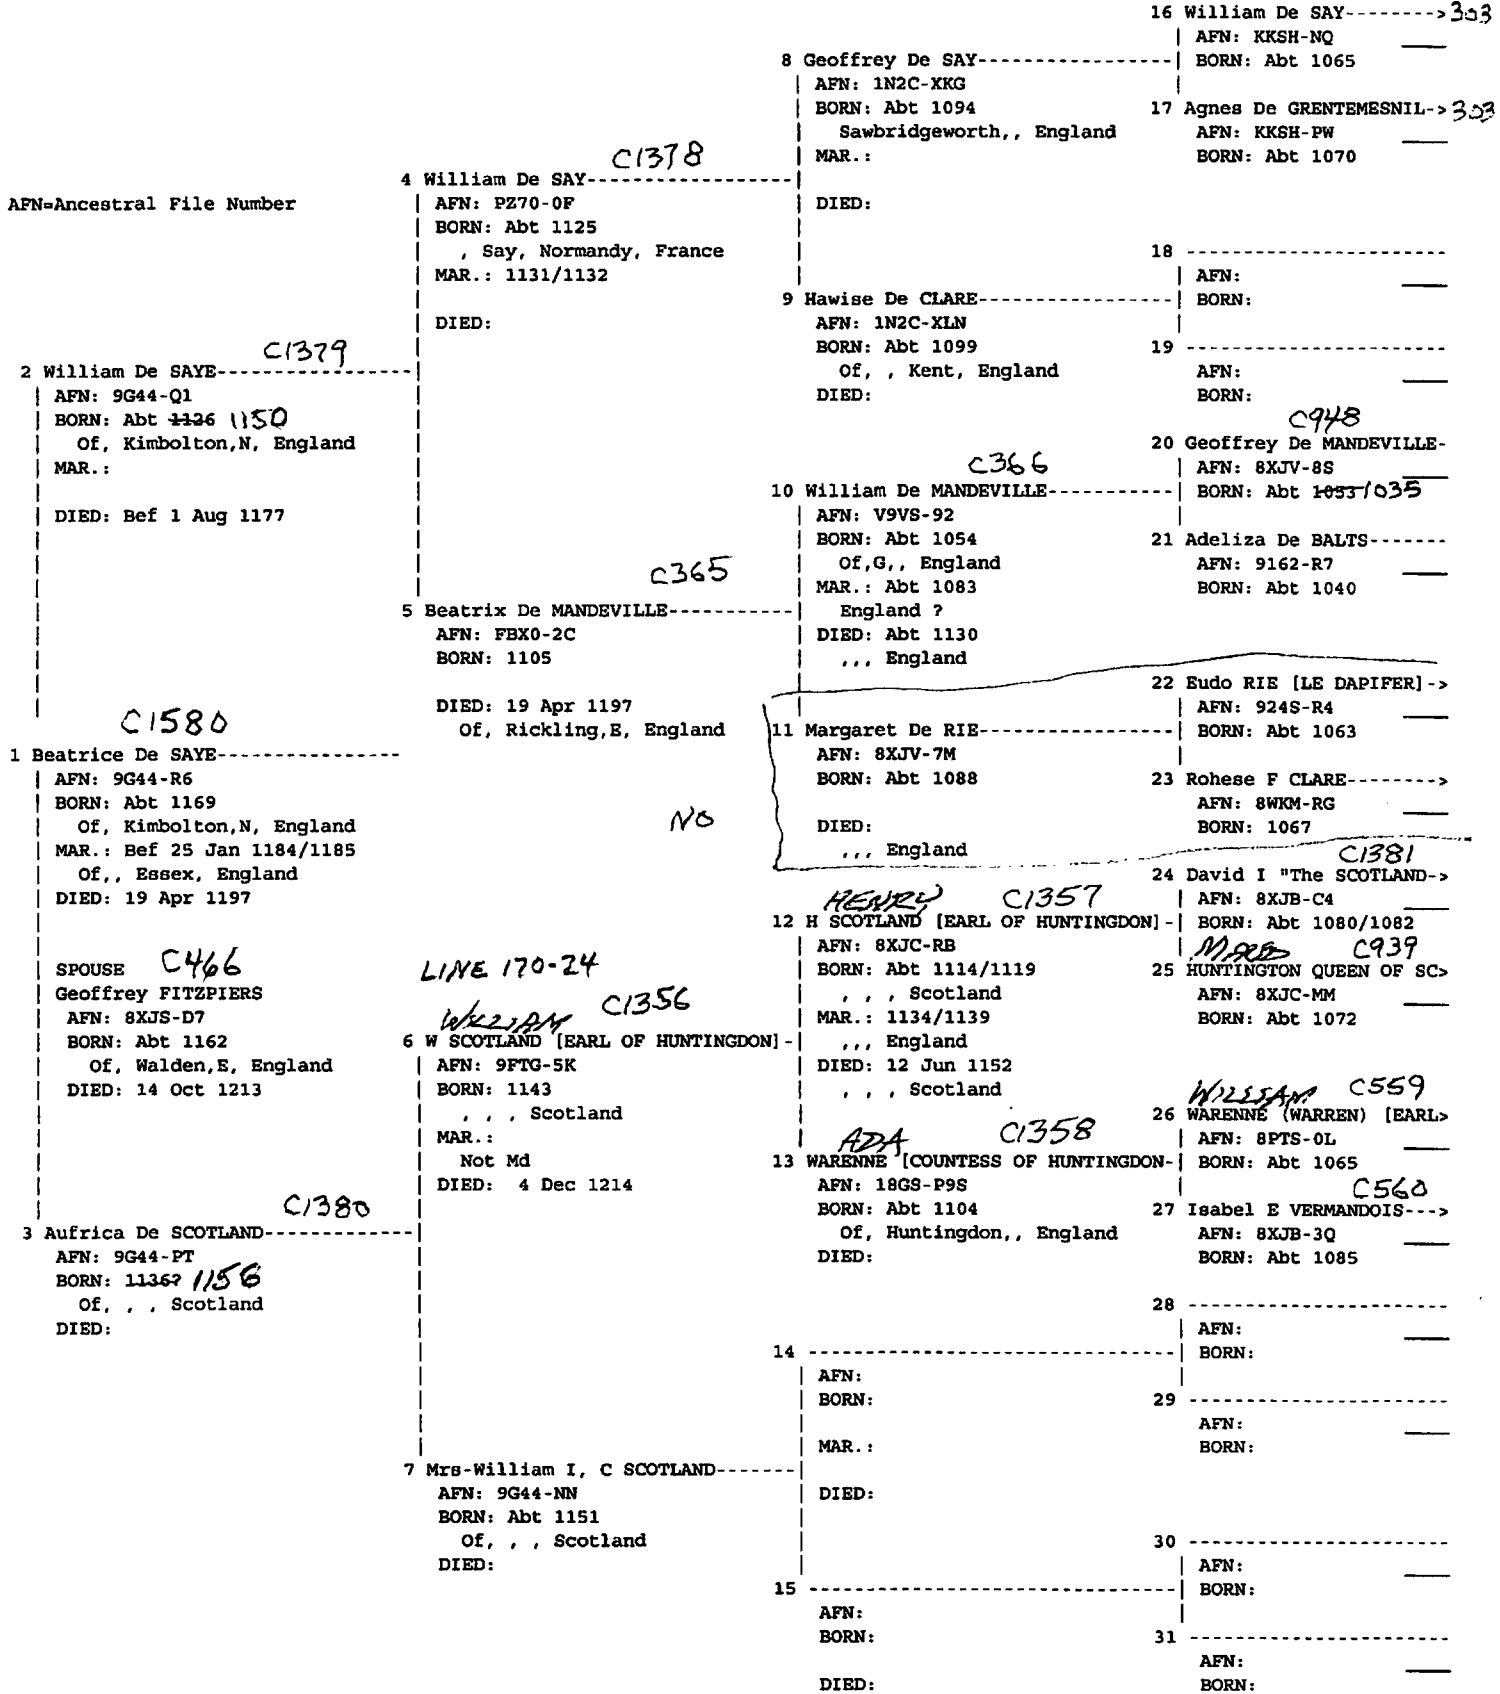 AFN=Ancestral File Number
C1580
1 Beatrice De SAYE
AFN: 9G44-R6
BORN: Abt 1169
Of, Kimbolton,N, England
MAR.: Bef 25 Jan 1184/1185
Of,, Essex, England
DIED: 19 Apr 1197
SPOUSE C466
Geoffrey FITZPIERS
AFN: 8XJS-D7
BORN: Abt 1162
Of, Walden,E, England
DIED: 14 Oct 1213
C1379
2 William De SAYE
AFN: 9G44-Q1
BORN: Abt 1126 1150
Of, Kimbolton,N, England
MAR.:
DIED: Bef 1 Aug 1177
C1380
3 Aufrica De SCOTLAND
AFN: 9G44-PT
BORN: 1136? 1156
Of, , , Scotland
DIED:
C1378
4 William De SAY
AFN: PZ70-0F
BORN: Abt 1125
, Say, Normandy, France
MAR.: 1131/1132
DIED:
C365
5 Beatrix De MANDEVILLE
AFN: FBX0-2C
BORN: 1105
DIED: 19 Apr 1197
Of, Rickling,E, England
NO
LINE 170-24
WILLIAM C1356
6 W SCOTLAND [EARL OF HUNTINGDON]-
AFN: 9FTG-5K
BORN: 1143
, , , Scotland
MAR.:
Not Md
DIED: 4 Dec 1214
7 Mrs-William I, C SCOTLAND
AFN: 9G44-NN
BORN: Abt 1151
Of, , , Scotland
DIED:
8 Geoffrey De SAY
AFN: 1N2C-XKG
BORN: Abt 1094
Sawbridgeworth,, England
MAR.:
DIED:
9 Hawise De CLARE
AFN: 1N2C-XLN
BORN: Abt 1099
Of, , Kent, England
DIED:
C366
10 William De MANDEVILLE
AFN: V9VS-92
BORN: Abt 1054
Of,G,, England
MAR.: Abt 1083
England ?
DIED: Abt 1130
,,, England
11 Margaret De RIE
AFN: 8XJV-7M
BORN: Abt 1088
DIED:
,,, England
HENRY C1357
12 H SCOTLAND [EARL OF HUNTINGDON]-
AFN: 8XJC-RB
BORN: Abt 1114/1119
, , , Scotland
MAR.: 1134/1139
,,, England
DIED: 12 Jun 1152
, , , Scotland
ADA C1358
13 WARENNE [COUNTESS OF HUNTINGDON-
AFN: 18GS-P9S
BORN: Abt 1104
Of, Huntingdon,, England
DIED:
14
AFN:
BORN:
MAR.:
DIED:
15
AFN:
BORN:
DIED:
16 William De SAY--------> 303
AFN: KKSH-NQ
BORN: Abt 1065
17 Agnes De GRENTEMESNIL-> 303
AFN: KKSH-PW
BORN: Abt 1070
18
AFN:
BORN:
19
AFN:
BORN:
C948
20 Geoffrey De MANDEVILLE-
AFN: 8XJV-8S
BORN: Abt 1053 1035
21 Adeliza De BALTS-------
AFN: 9162-R7
BORN: Abt 1040
22 Eudo RIE [LE DAPIFER]->
AFN: 924S-R4
BORN: Abt 1063
23 Rohese F CLARE-------->
AFN: 8WKM-RG
BORN: 1067
C1381
24 David I "The SCOTLAND->
AFN: 8XJB-C4
BORN: Abt 1080/1082
C939
25 HUNTINGTON QUEEN OF SC>
AFN: 8XJC-MM
BORN: Abt 1072
WILLIAM C559
26 WARENNE (WARREN) [EARL>
AFN: 8PTS-0L
BORN: Abt 1065
C560
27 Isabel E VERMANDOIS--->
AFN: 8XJB-3Q
BORN: Abt 1085
28
AFN:
BORN:
29
AFN:
BORN:
30
AFN:
BORN:
31
AFN:
BORN: